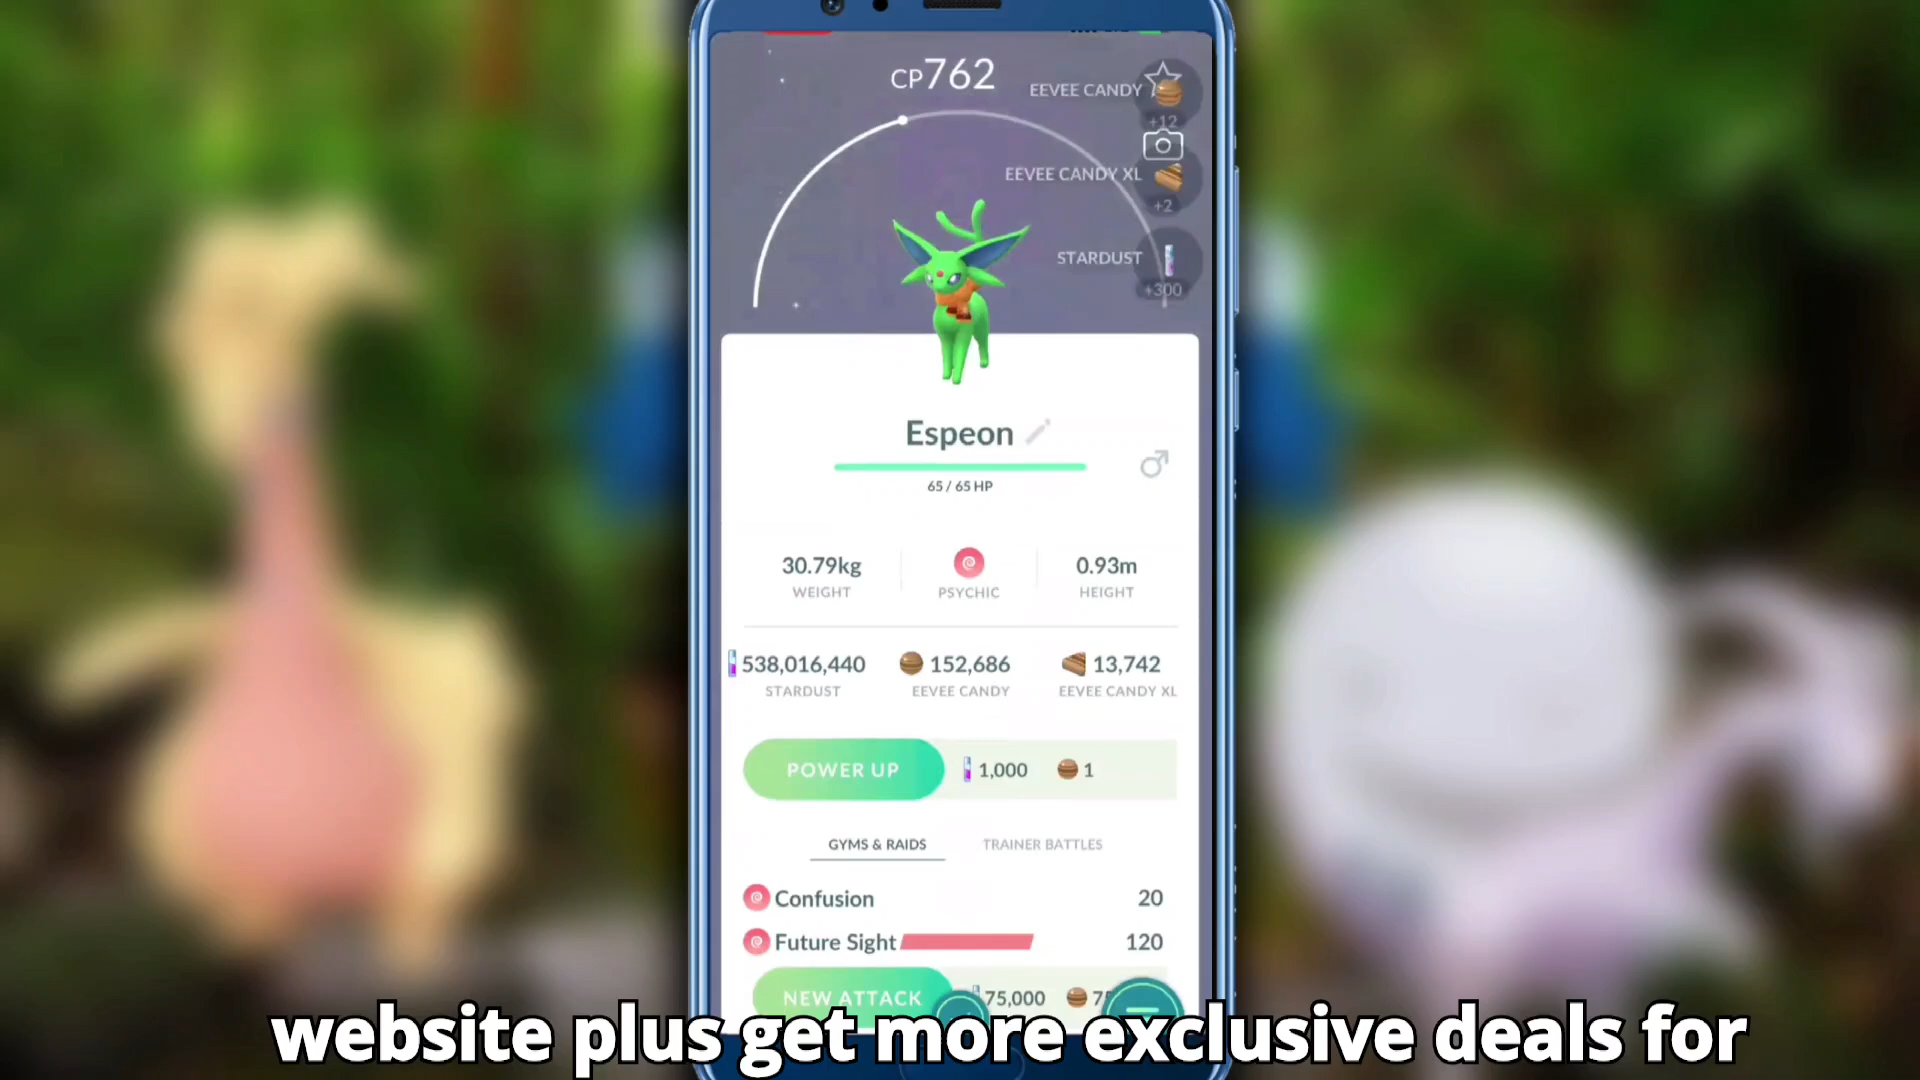 CP762
EEVEE CANDY
+12
EEVEE CANDY XL
+2
STARDUST
+300
Espeon
65 / 65 HP
30.79kg
WEIGHT
PSYCHIC
0.93m
HEIGHT
538,016,440
STARDUST
152,686
EEVEE CANDY
13,742
EEVEE CANDY XL
POWER UP 1,000 1
GYMS & RAIDS TRAINER BATTLES
Confusion 20
Future Sight 120
NEW ATTACK 75,000
website plus get more exclusive deals for